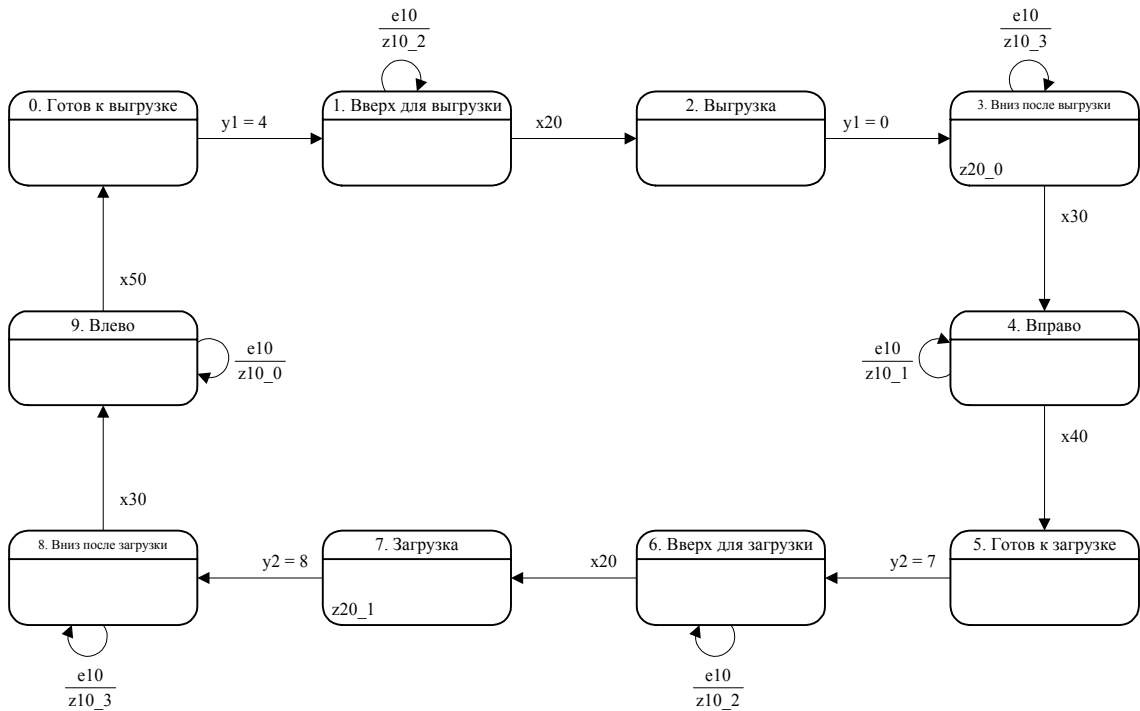 e10
z10_2
e10
z10_3
0. Готов к выгрузке
1. Вверх для выгрузки
2. Выгрузка
3. Вниз после выгрузки
y1 = 4
x20
y1 = 0
z20_0
x30
x50
9. Влево
e10
z10_0
4. Вправо
e10
z10_1
x30
x40
8. Вниз после загрузки
7. Загрузка
6. Вверх для загрузки
5. Готов к загрузке
y2 = 8
x20
y2 = 7
z20_1
e10
z10_3
e10
z10_2